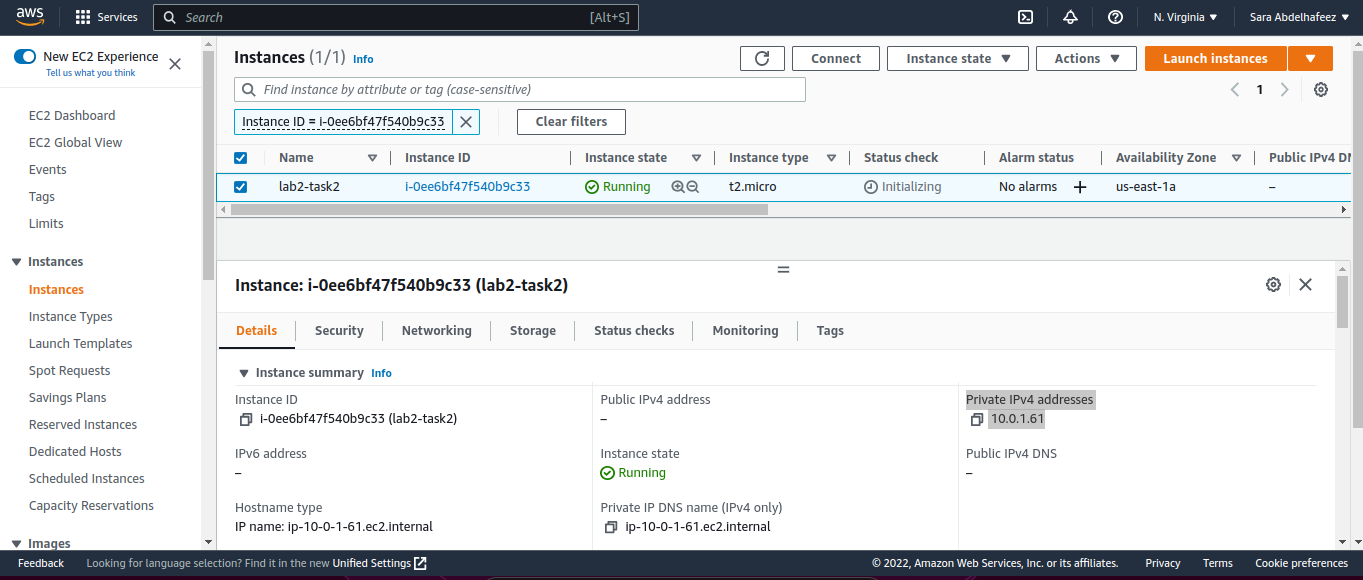 aws Services Search [Alt+S] N. Virginia Sara Abdelhafeez
New EC2 Experience
Tell us what you think
EC2 Dashboard
EC2 Global View
Events
Tags
Limits
Instances
Instances
Instance Types
Launch Templates
Spot Requests
Savings Plans
Reserved Instances
Dedicated Hosts
Scheduled Instances
Capacity Reservations
Images
Instances (1/1) Info Connect Instance state Actions Launch instances
Find instance by attribute or tag (case-sensitive) 1
Instance ID = i-0ee6bf47f540b9c33 Clear filters
Name Instance ID Instance state Instance type Status check Alarm status Availability Zone Public IPv4 DN
lab2-task2 i-0ee6bf47f540b9c33 Running t2.micro Initializing No alarms + us-east-1a –
Instance: i-0ee6bf47f540b9c33 (lab2-task2)
Details Security Networking Storage Status checks Monitoring Tags
Instance summary Info
Instance ID Public IPv4 address Private IPv4 addresses
i-0ee6bf47f540b9c33 (lab2-task2) – 10.0.1.61
IPv6 address Instance state Public IPv4 DNS
– Running –
Hostname type Private IP DNS name (IPv4 only)
IP name: ip-10-0-1-61.ec2.internal ip-10-0-1-61.ec2.internal
Feedback Looking for language selection? Find it in the new Unified Settings © 2022, Amazon Web Services, Inc. or its affiliates. Privacy Terms Cookie preferences